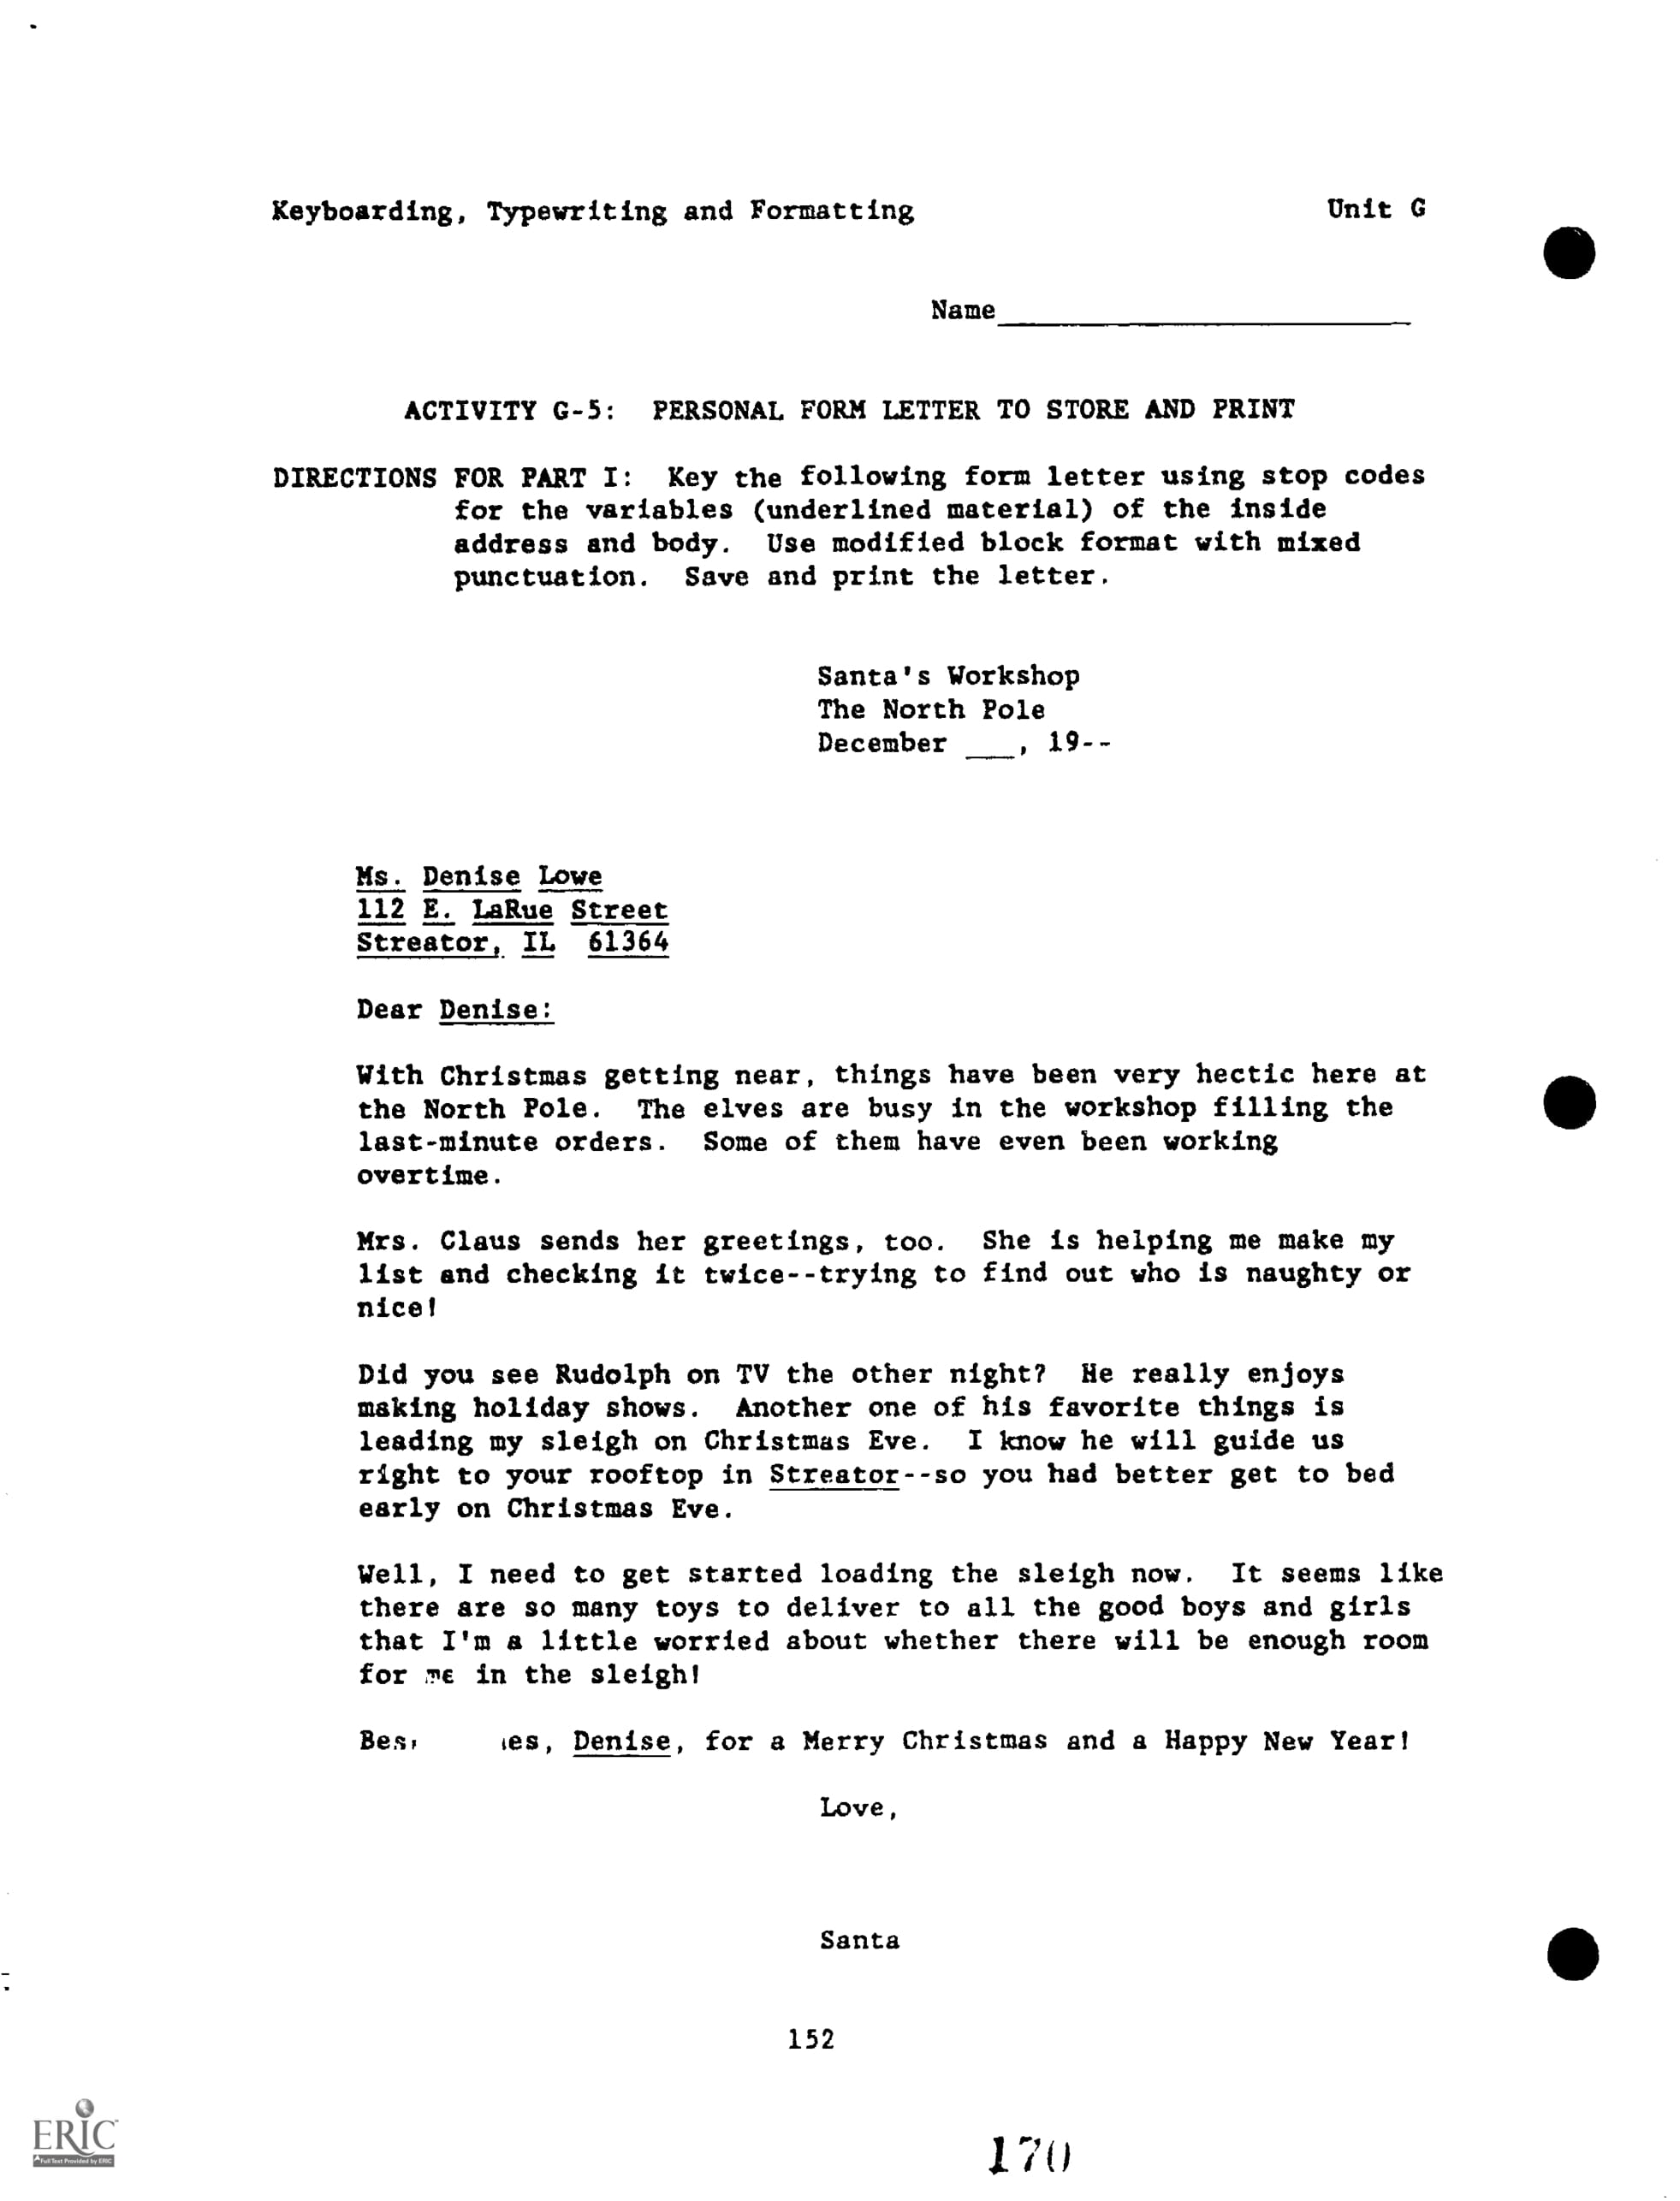 Keyboarding, Typewriting and Formatting Unit G
Name
ACTIVITY G-5: PERSONAL FORM LETTER TO STORE AND PRINT
DIRECTIONS FOR PART I: Key the following form letter using stop codes
for the variables (underlined material) of the inside
address and body. Use modified block format with mixed
punctuation. Save and print the letter.
Santa's Workshop
The North Pole
December ___, 19--
Ms. Denise Lowe
112 E. LaRue Street
Streator, IL 61364
Dear Denise:
With Christmas getting near, things have been very hectic here at
the North Pole. The elves are busy in the workshop filling the
last-minute orders. Some of them have even been working
overtime.
Mrs. Claus sends her greetings, too. She is helping me make my
list and checking it twice--trying to find out who is naughty or
nice!
Did you see Rudolph on TV the other night? He really enjoys
making holiday shows. Another one of his favorite things is
leading my sleigh on Christmas Eve. I know he will guide us
right to your rooftop in Streator--so you had better get to bed
early on Christmas Eve.
Well, I need to get started loading the sleigh now. It seems like
there are so many toys to deliver to all the good boys and girls
that I'm a little worried about whether there will be enough room
for me in the sleigh!
Denise, for a Merry Christmas and a Happy New Year!
Love,
Santa
152
ERIC
Full Text Provided by ERIC
170